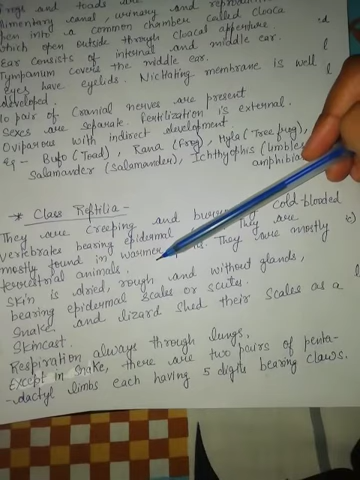 Frogs and toads are
Alimentary canal, urinary and reproductive
open into a common chamber called cloaca
which open outside through cloacal aperture.
Ear consists of internal and middle ear.
Tympanum covers the middle ear.
eyes have eyelids. Nictitating membrane is well
developed.
10 pair of Cranial nerves are present
Sexes are separate. Fertilization is external.
Oviparous with indirect development
Eg - Bufo (Toad), Rana (Frog), Hyla (Tree frog),
Salamander (Salamander), Ichthyophis (limbless
amphibia
* Class Reptilia -
They are creeping and cold-blooded
vertebrates bearing epidermal They are
mostly found in warmer They are mostly
terrestrial animals.
Skin is dried, rough and without glands,
bearing epidermal scales or scutes.
Snake and lizard shed their scales as a
skincast.
Respiration always through lungs.
Except in snake, there are two pairs of penta-
-dactyl limbs each having 5 digits bearing claws.